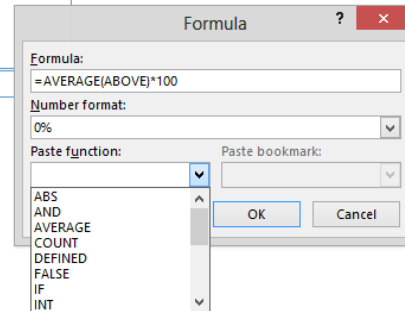 Formula ?
Formula:
=AVERAGE(ABOVE)*100
Number format:
0%
Paste function: Paste bookmark:
ABS
AND
AVERAGE
COUNT
DEFINED
FALSE
IF
INT
OK Cancel